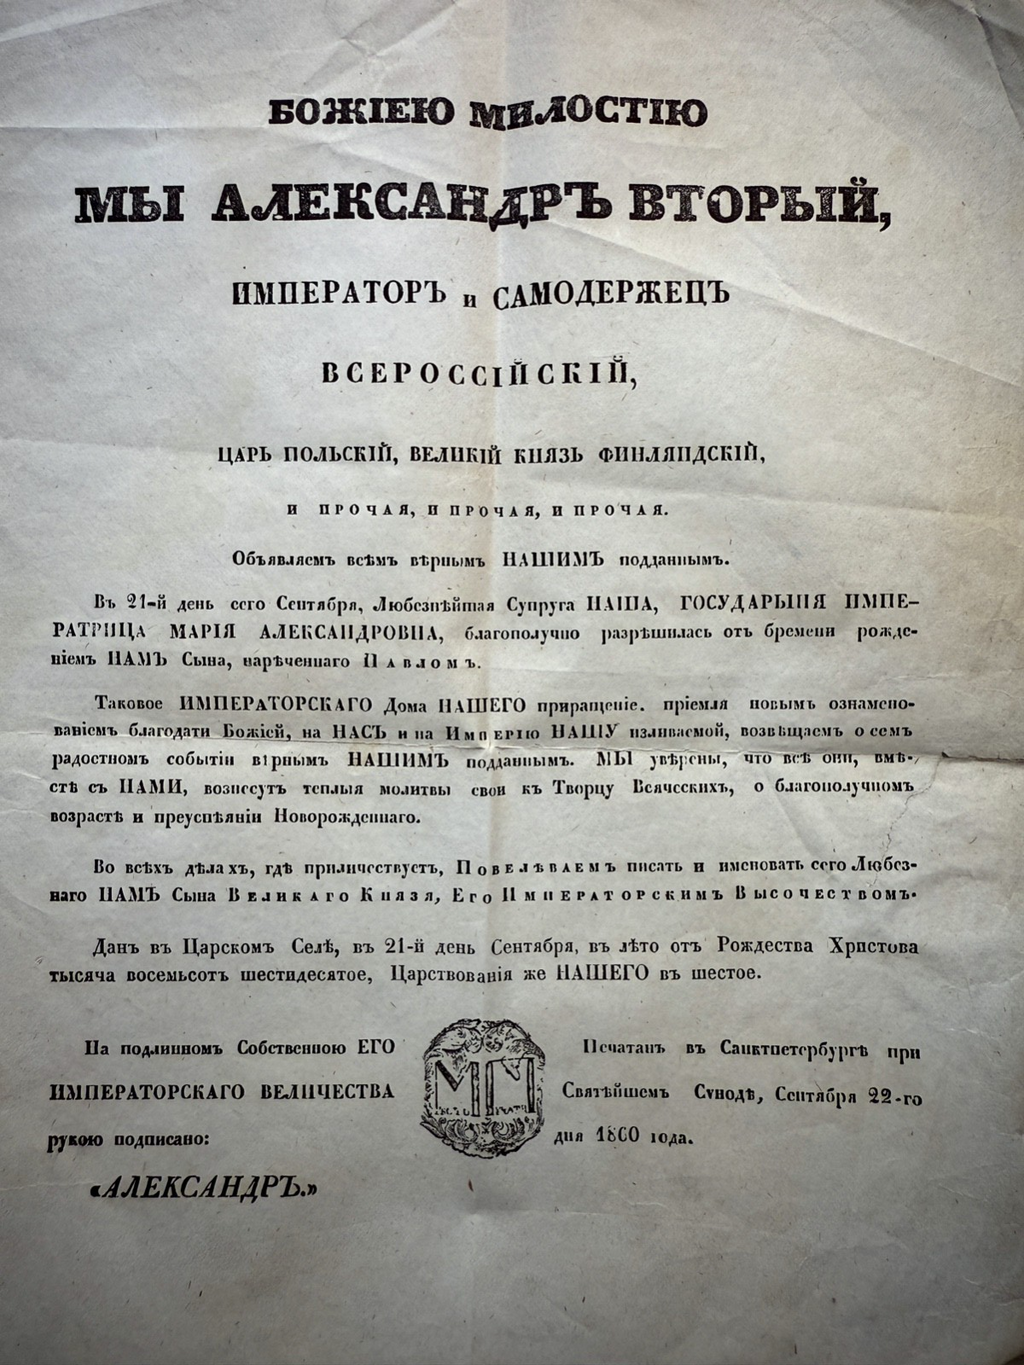 БОЖІЕЮ МИЛОСТІЮ
МЫ АЛЕКСАНДРЪ ВТОРЫЙ,
ИМПЕРАТОРЪ и САМОДЕРЖЕЦЪ
ВСЕРОССІЙСКІЙ,
ЦАРЬ ПОЛЬСКІЙ, ВЕЛИКІЙ КНЯЗЬ ФИНЛЯНДСКІЙ,
И ПРОЧАЯ, И ПРОЧАЯ, И ПРОЧАЯ.
Объявляемъ всѣмъ вѣрнымъ НАШИМЪ подданнымъ.
Въ 21-й день сего Сентября, Любезнѣйшая Супруга НАША, ГОСУДАРЫНЯ ИМПЕ-
РАТРИЦА МАРІЯ АЛЕКСАНДРОВНА, благополучно разрѣшилась отъ бремени рожде-
ніемъ НАМЪ Сына, нареченнаго Павломъ.
Таковое ИМПЕРАТОРСКАГО Дома НАШЕГО приращеніе. пріемля новымъ ознамено-
ваніемъ благодати Божіей, на НАСЪ и на Имперію НАШУ изливаемой, возвѣщаемъ о семъ
радостномъ событіи вѣрнымъ НАШИМЪ подданнымъ. МЫ увѣрены, что всѣ они, вмѣ-
стѣ съ НАМИ, вознесутъ теплыя молитвы свои къ Творцу Всяческихъ, о благополучномъ
возрастѣ и преуспѣяніи Новорожденнаго.
Во всѣхъ дѣлахъ, гдѣ приличествуетъ, Повелѣваемъ писать и именовать сего Любез-
наго НАМЪ Сына Великаго Князя, Его Императорскимъ Высочествомъ.
Данъ въ Царскомъ Селѣ, въ 21-й день Сентября, въ лѣто отъ Рождества Христова
тысяча восемьсотъ шестидесятое, Царствованія же НАШЕГО въ шестое.
На подлинномъ Собственною ЕГО
ИМПЕРАТОРСКАГО ВЕЛИЧЕСТВА
рукою подписано:
«АЛЕКСАНДРЪ.»
МП
Мѣсто печати
Печатанъ въ Санктпетербургѣ при
Святѣйшемъ Сѵнодѣ, Сентября 22-го
дня 1860 года.